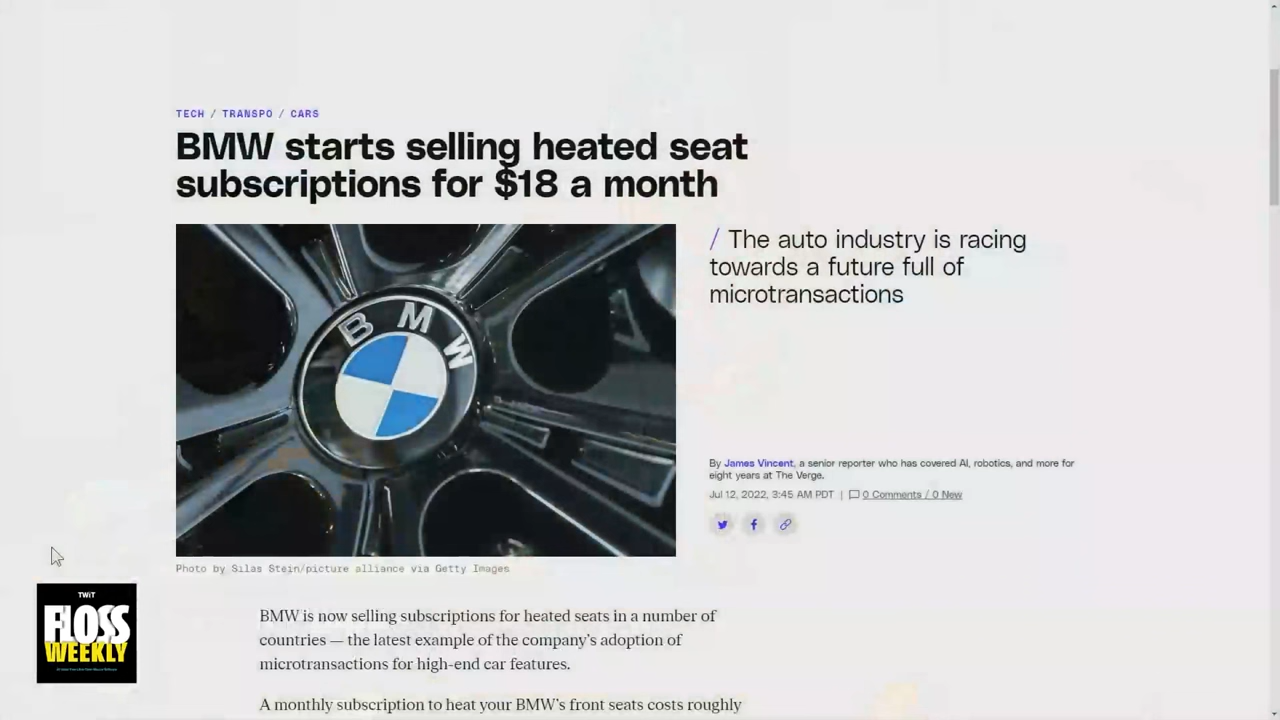 TECH / TRANSPO / CARS
BMW starts selling heated seat
subscriptions for $18 a month
/ The auto industry is racing
towards a future full of
microtransactions
BMW
By James Vincent, a senior reporter who has covered AI, robotics, and more for
eight years at The Verge.
Jul 12, 2022, 3:45 AM PDT | 0 Comments / 0 New
Photo by Silas Stein/picture alliance via Getty Images
BMW is now selling subscriptions for heated seats in a number of
countries — the latest example of the company's adoption of
microtransactions for high-end car features.
A monthly subscription to heat your BMW's front seats costs roughly
TWiT
FLOSS
WEEKLY